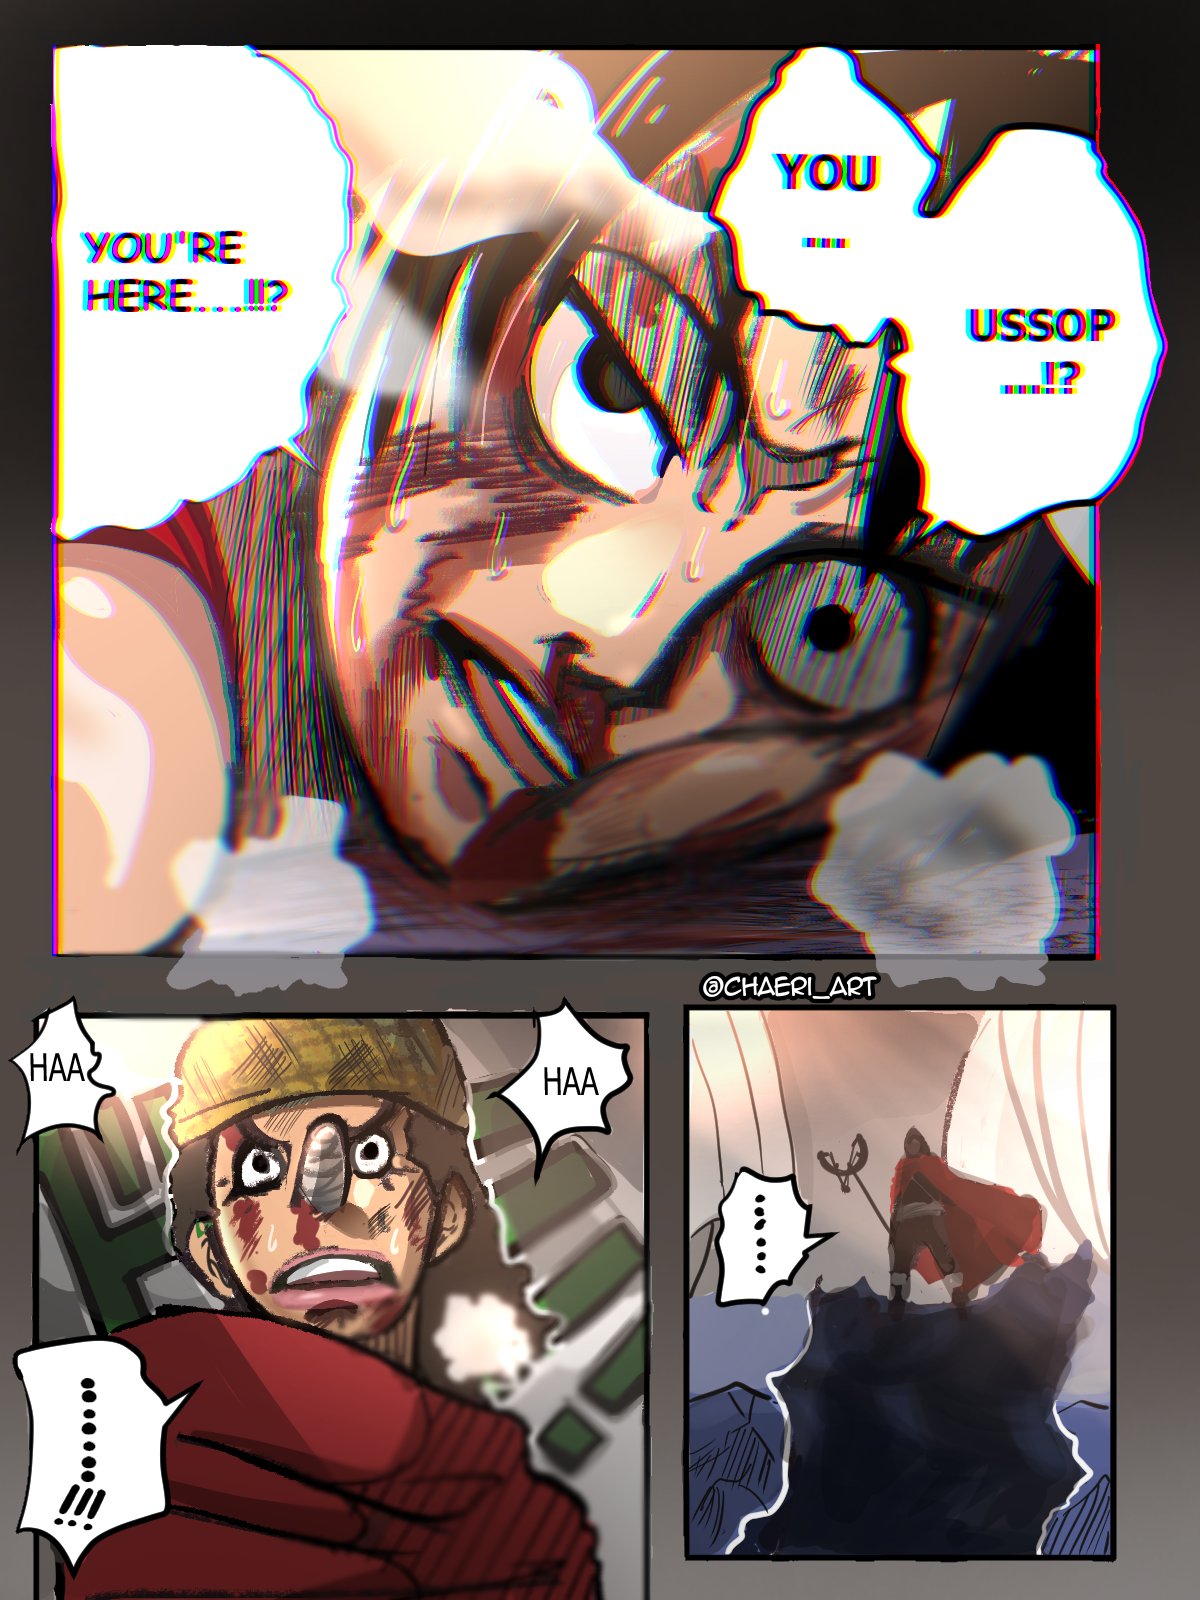 YOU
.....
USSOP
.....!?
YOU"RE
HERE.....!!!?
@CHAERI_ART
HAA
HAA
......
........!!!